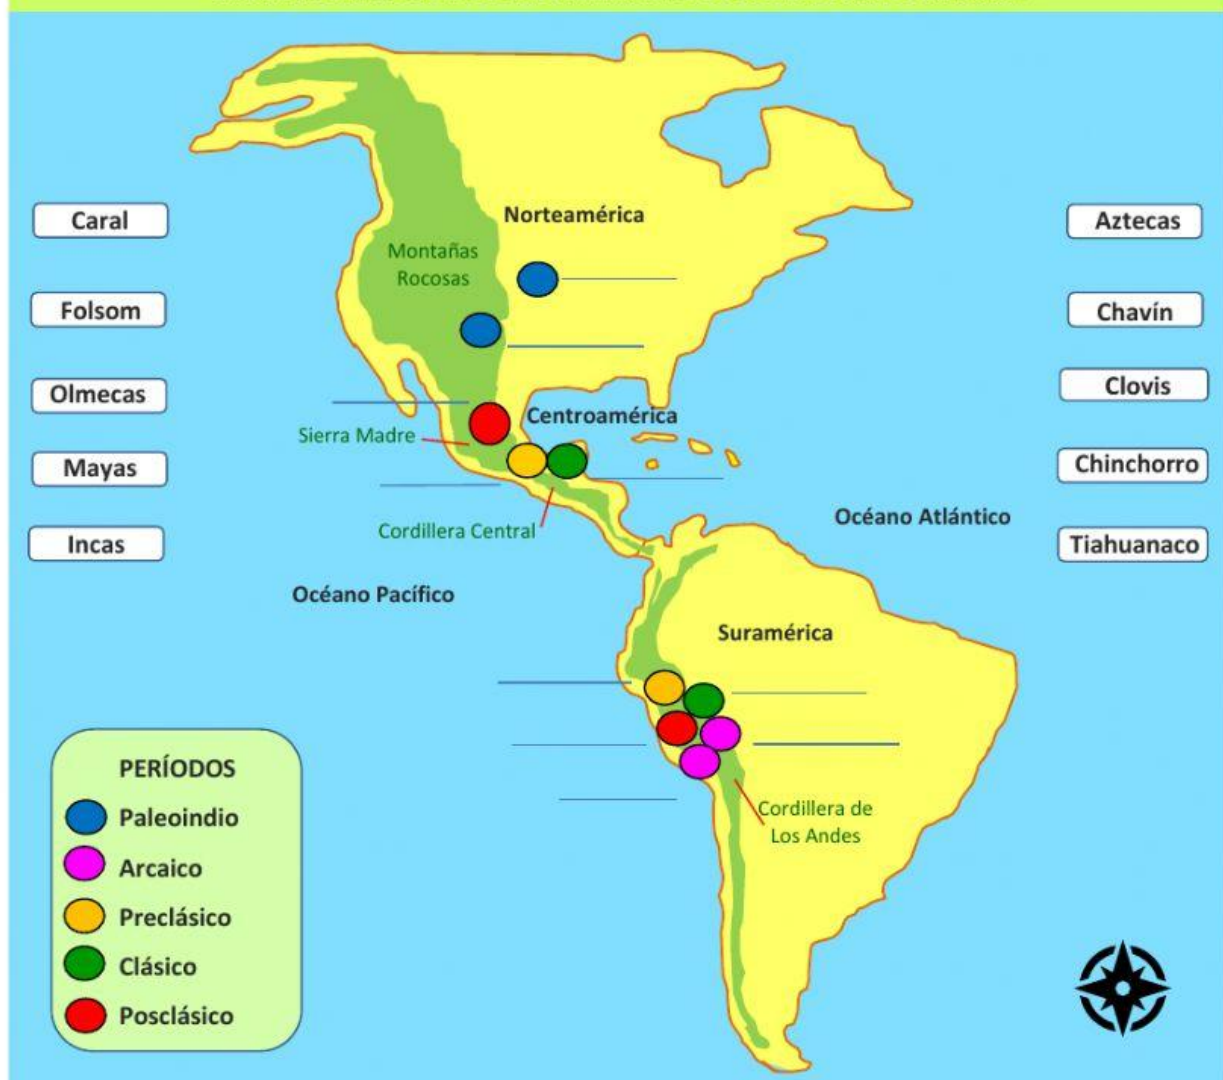 Caral
Folsom
Olmecas
Mayas
Incas
Norteamérica
Montañas
Rocosas
Centroamérica
Sierra Madre
Cordillera Central
Océano Atlántico
Océano Pacífico
Suramérica
Cordillera de
Los Andes
Aztecas
Chavín
Clovis
Chinchorro
Tiahuanaco
PERÍODOS
Paleoindio
Arcaico
Preclásico
Clásico
Posclásico